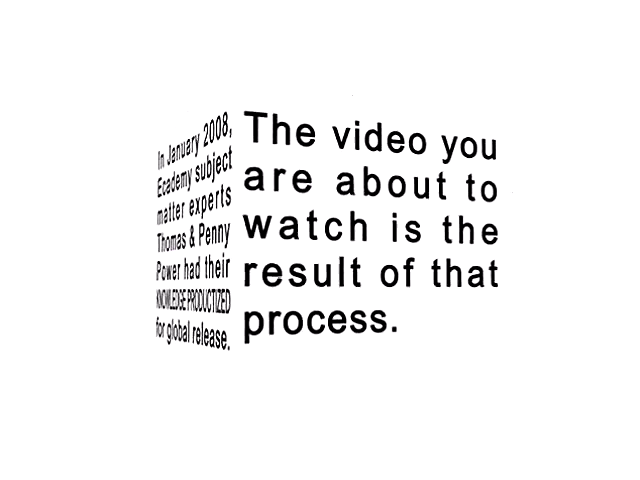 In January 2008,
Ecademy subject
matter experts
Thomas & Penny
Power had their
KNOWLEDGE PRODUCTIZED
for global release.
The video you
are about to
watch is the
result of that
process.